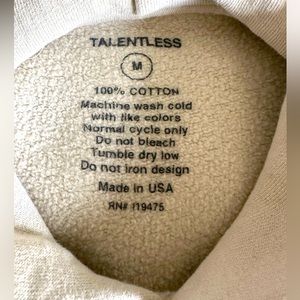 TALENTLESS
M
100% COTTON
Machine wash cold
with like colors
Normal cycle only
Do not bleach
Tumble dry low
Do not iron design
Made in USA
RN# 119475